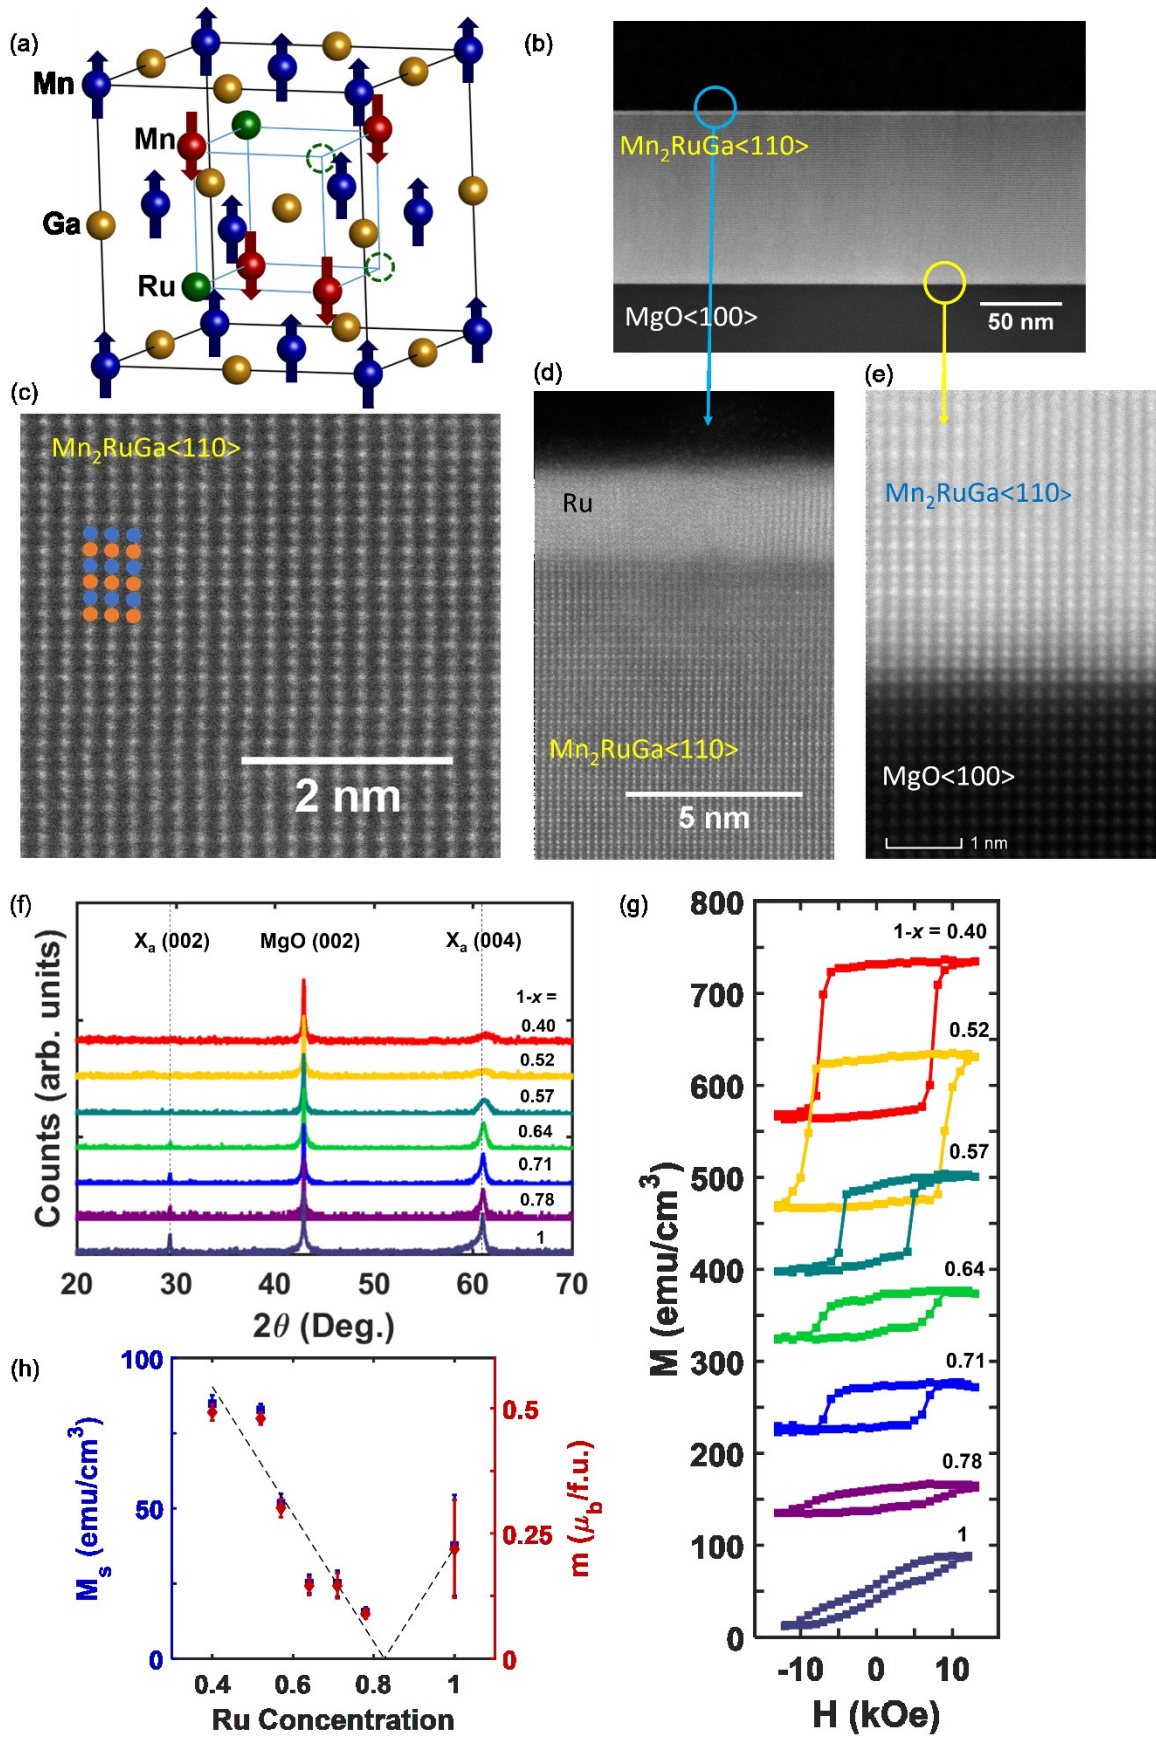 (a)
Mn
Mn
Ga
Ru
(b)
Mn₂RuGa<110>
MgO<100>
50 nm
(c)
Mn₂RuGa<110>
2 nm
(d)
Ru
Mn₂RuGa<110>
5 nm
(e)
Mn₂RuGa<110>
MgO<100>
1 nm
(f)
Xₐ (002)
MgO (002)
Xₐ (004)
1-x =
0.40
0.52
0.57
0.64
0.71
0.78
1
Counts (arb. units)
20
30
40
50
60
70
2θ (Deg.)
(g)
800
700
600
500
400
300
200
100
0
M (emu/cm³)
1-x = 0.40
0.52
0.57
0.64
0.71
0.78
1
-10
0
10
H (kOe)
(h)
100
50
0
Mₛ (emu/cm³)
0.5
0.25
0
m (μ_b/f.u.)
0.4
0.6
0.8
1
Ru Concentration